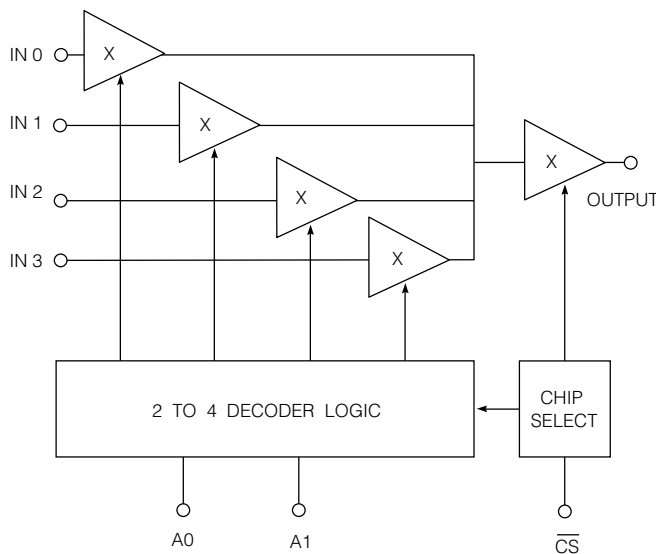 IN 0
X
IN 1
X
IN 2
X
X
OUTPUT
IN 3
X
2 TO 4 DECODER LOGIC
CHIP
SELECT
A0
A1
CS